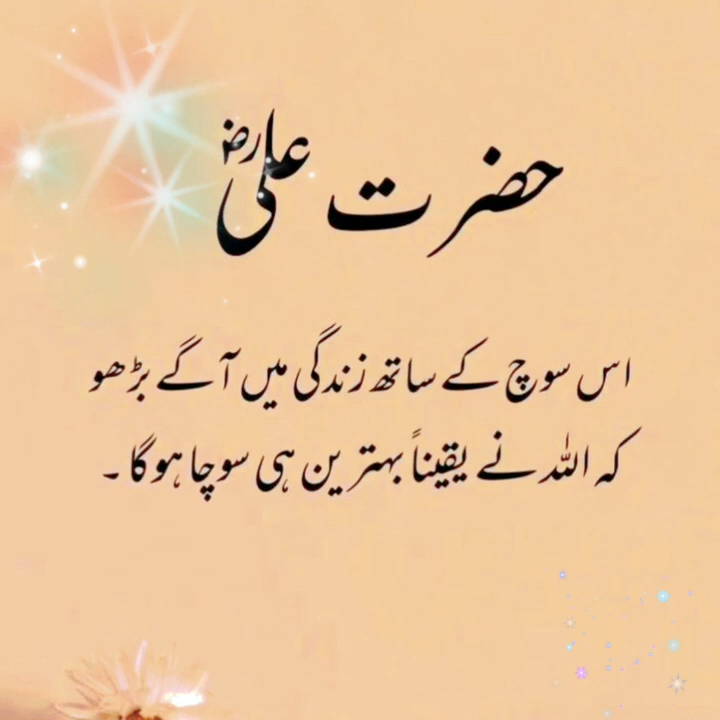 حضرت علیؓ
اس سوچ کے ساتھ زندگی میں آگے بڑھو
کہ اللہ نے یقیناً بہترین ہی سوچا ہوگا۔